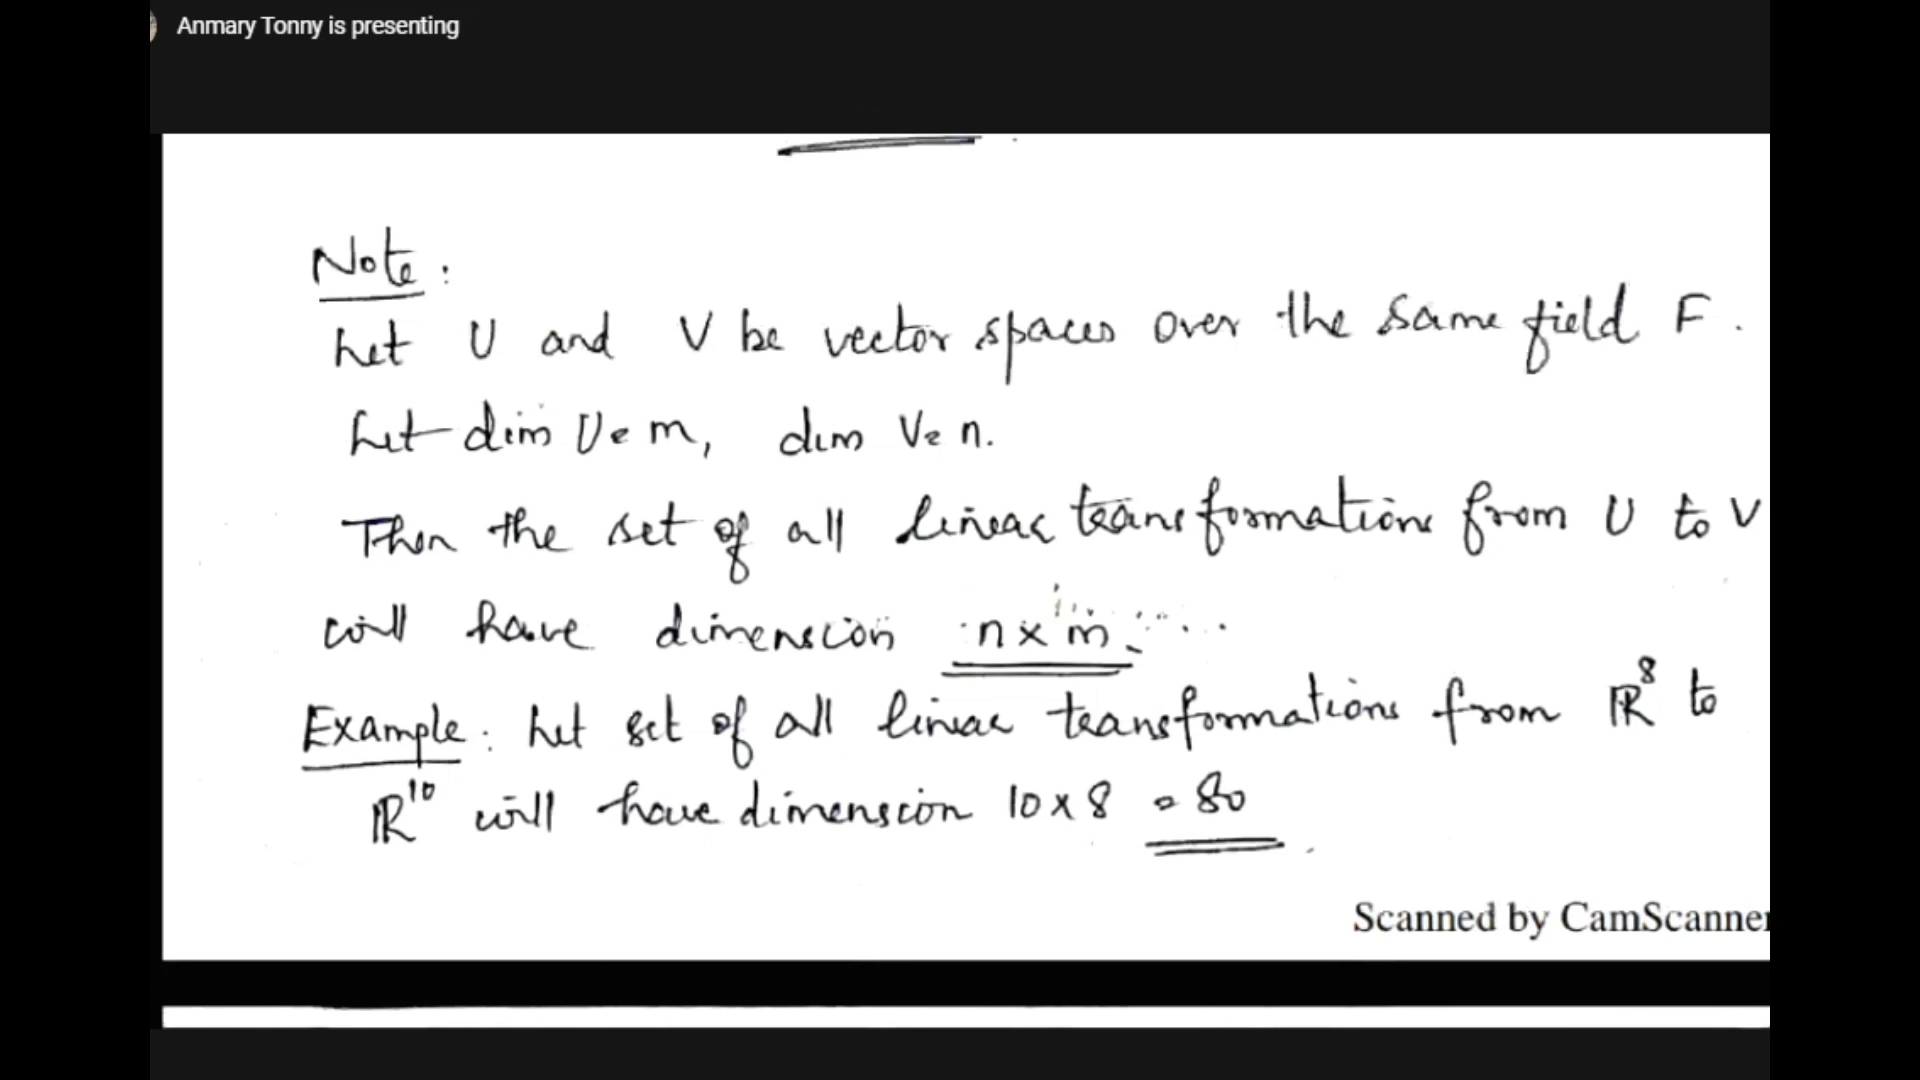 Anmary Tonny is presenting
Note:
Let U and V be vector spaces over the same field F.
Let dim U = m, dim V = n.
Then the set of all linear transformations from U to V
will have dimension n x m.
Example: Let set of all linear transformations from ℝ⁸ to
ℝ¹⁰ will have dimension 10 x 8 = 80
Scanned by CamScanner